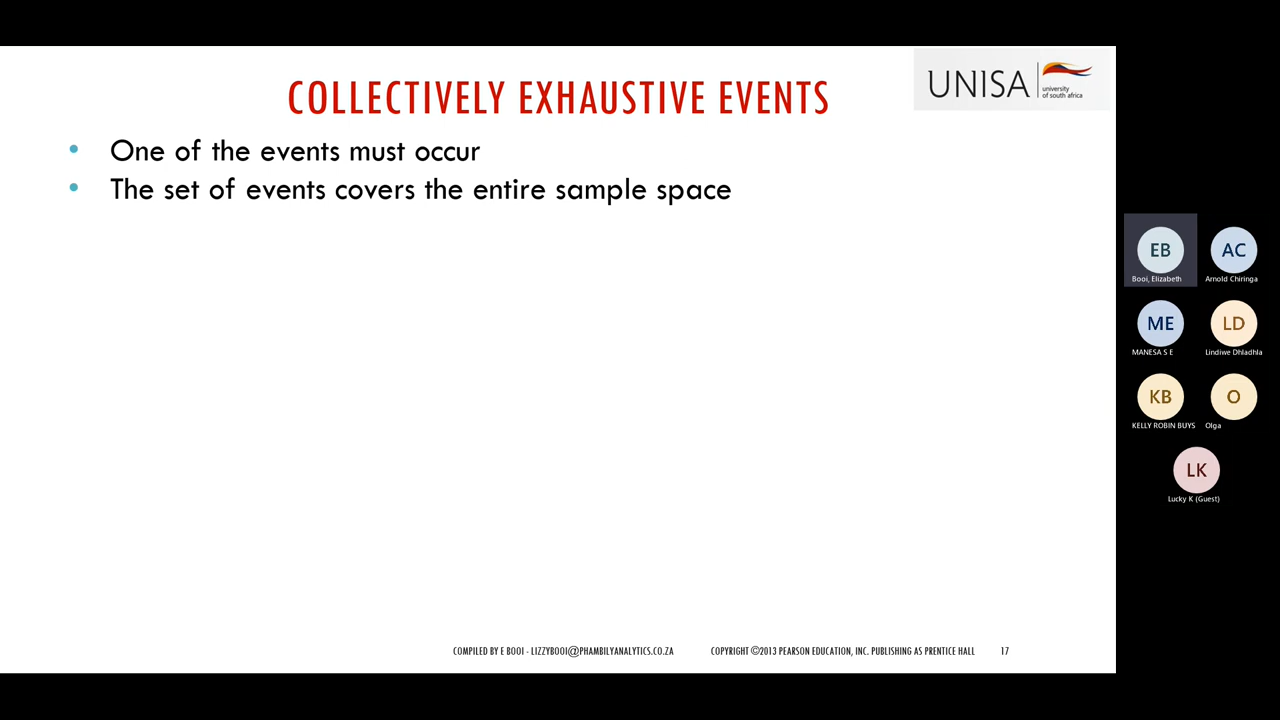 COLLECTIVELY EXHAUSTIVE EVENTS
UNISA
university
of south africa
• One of the events must occur
• The set of events covers the entire sample space
EB
Booi, Elizabeth
AC
Arnold Chiringa
ME
MANESA S E
LD
Lindiwe Dhladhla
KB
KELLY ROBIN BUYS
O
Olga
LK
Lucky K (Guest)
COMPILED BY E BOOI - LIZZYBOOI@PHAMBILYANALYTICS.CO.ZA
COPYRIGHT ©2013 PEARSON EDUCATION, INC. PUBLISHING AS PRENTICE HALL
17